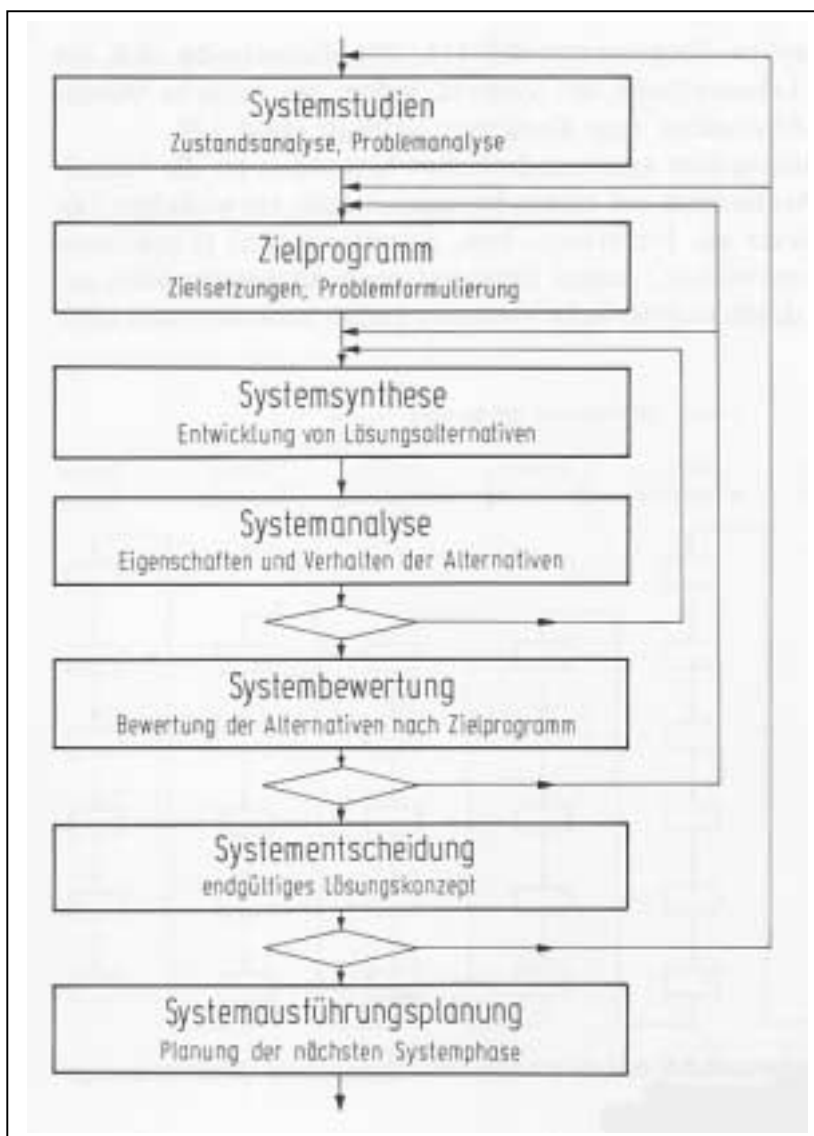 Systemstudien
Zustandsanalyse, Problemanalyse
Zielprogramm
Zielsetzungen, Problemformulierung
Systemsynthese
Entwicklung von Lösungsalternativen
Systemanalyse
Eigenschaften und Verhalten der Alternativen
Systembewertung
Bewertung der Alternativen nach Zielprogramm
Systementscheidung
endgültiges Lösungskonzept
Systemausführungsplanung
Planung der nächsten Systemphase